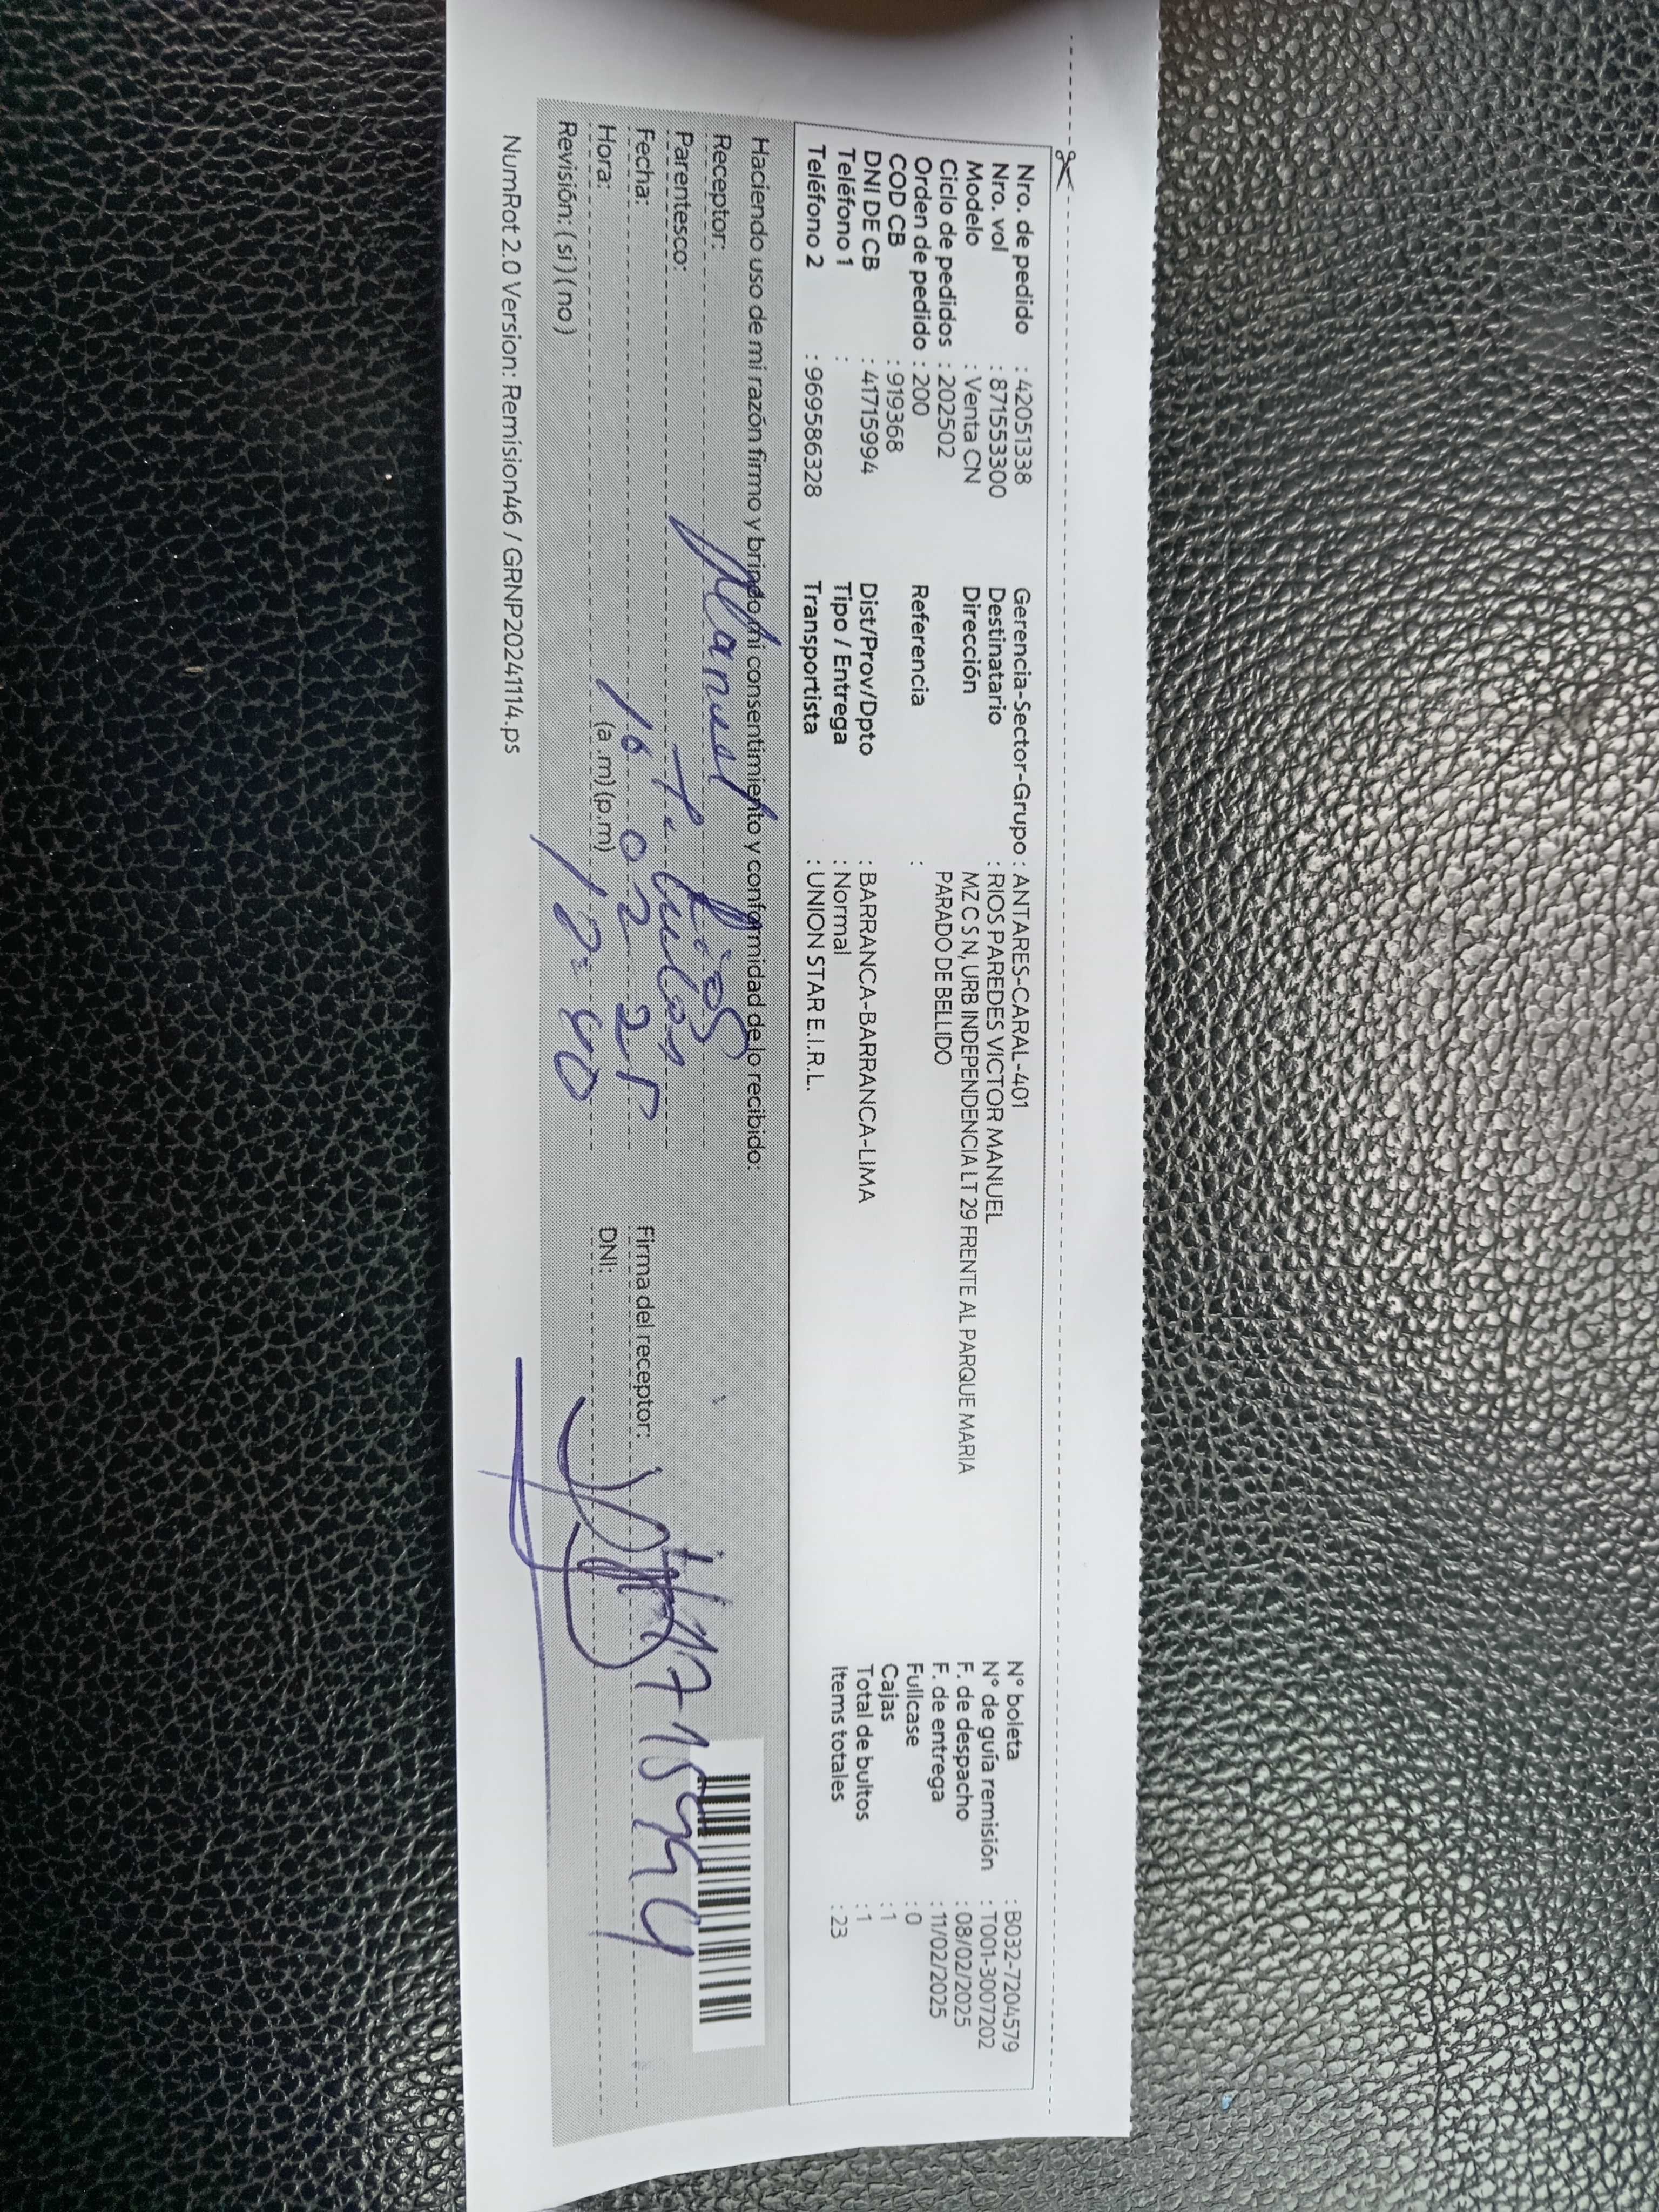 Nro. de pedido : 42051338
Nro. vol : 871553300
Modelo : Venta CN
Ciclo de pedidos : 202502
Orden de pedido : 200
COD CB : 919368
DNI DE CB : 41715994
Teléfono 1 :
Teléfono 2 : 969586328
Gerencia-Sector-Grupo : ANTARES-CARAL-401
Destinatario : RIOS PAREDES VICTOR MANUEL
Dirección MZ C S N, URB INDEPENDENCIA LT 29 FRENTE AL PARQUE MARIA
PARADO DE BELLIDO
Referencia :
Dist/Prov/Dpto : BARRANCA-BARRANCA-LIMA
Tipo / Entrega : Normal
Transportista : UNION STAR E.I.R.L.
N° boleta : B032-7204579
N° de guía remisión : T001-3007202
F. de despacho : 08/02/2025
F. de entrega : 11/02/2025
Fullcase : 0
Cajas : 1
Total de bultos : 1
Items totales : 23
Haciendo uso de mi razón firmo y brindo mi consentimiento y conformidad de lo recibido:
Receptor: Manuel Rios
Parentesco: Titular
Fecha: 16 02 25
Hora: (a.m) (p.m) 12:40
Revisión: (si) (no)
Firma del receptor:
DNI: 41715994
NumRot 2.0 Version: Remision46 / GRNP20241114.ps